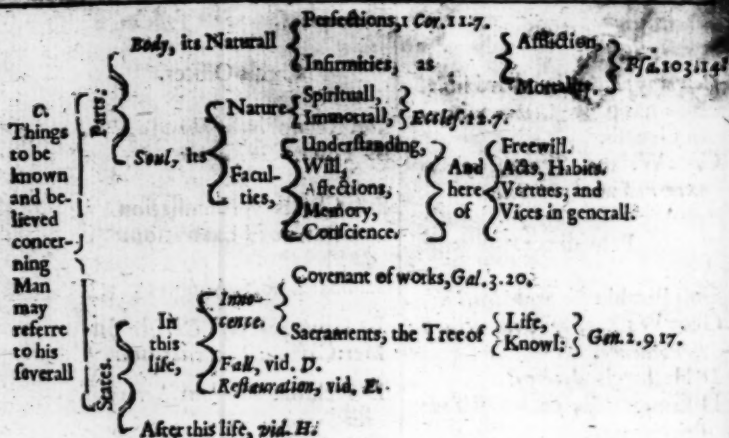 Body, its Naturall
Perfections, 1 Cor. 11.7.
Infirmities, as
Affliction,
Mortality.
Psa. 103.14.
Parts:
Soul, its
Nature
Spirituall,
Immortall,
Eccles. 12.7.
Facul-
ties,
Understanding,
Will,
Affections,
Memory,
Conscience.
And
here
of
Freewill.
Acts, Habits.
Vertues, and
Vices in generall.
C.
Things
to be
known
and be-
lieved
concer-
ning
Man
may
referre
to his
severall
States.
In
this
life,
Inno-
cence.
Covenant of works, Gal. 3.20.
Sacraments, the Tree of
Life,
Knowl:
Gen. 2.9 17.
Fall, vid. D.
Restauration, vid. E.
After this life, vid. H.